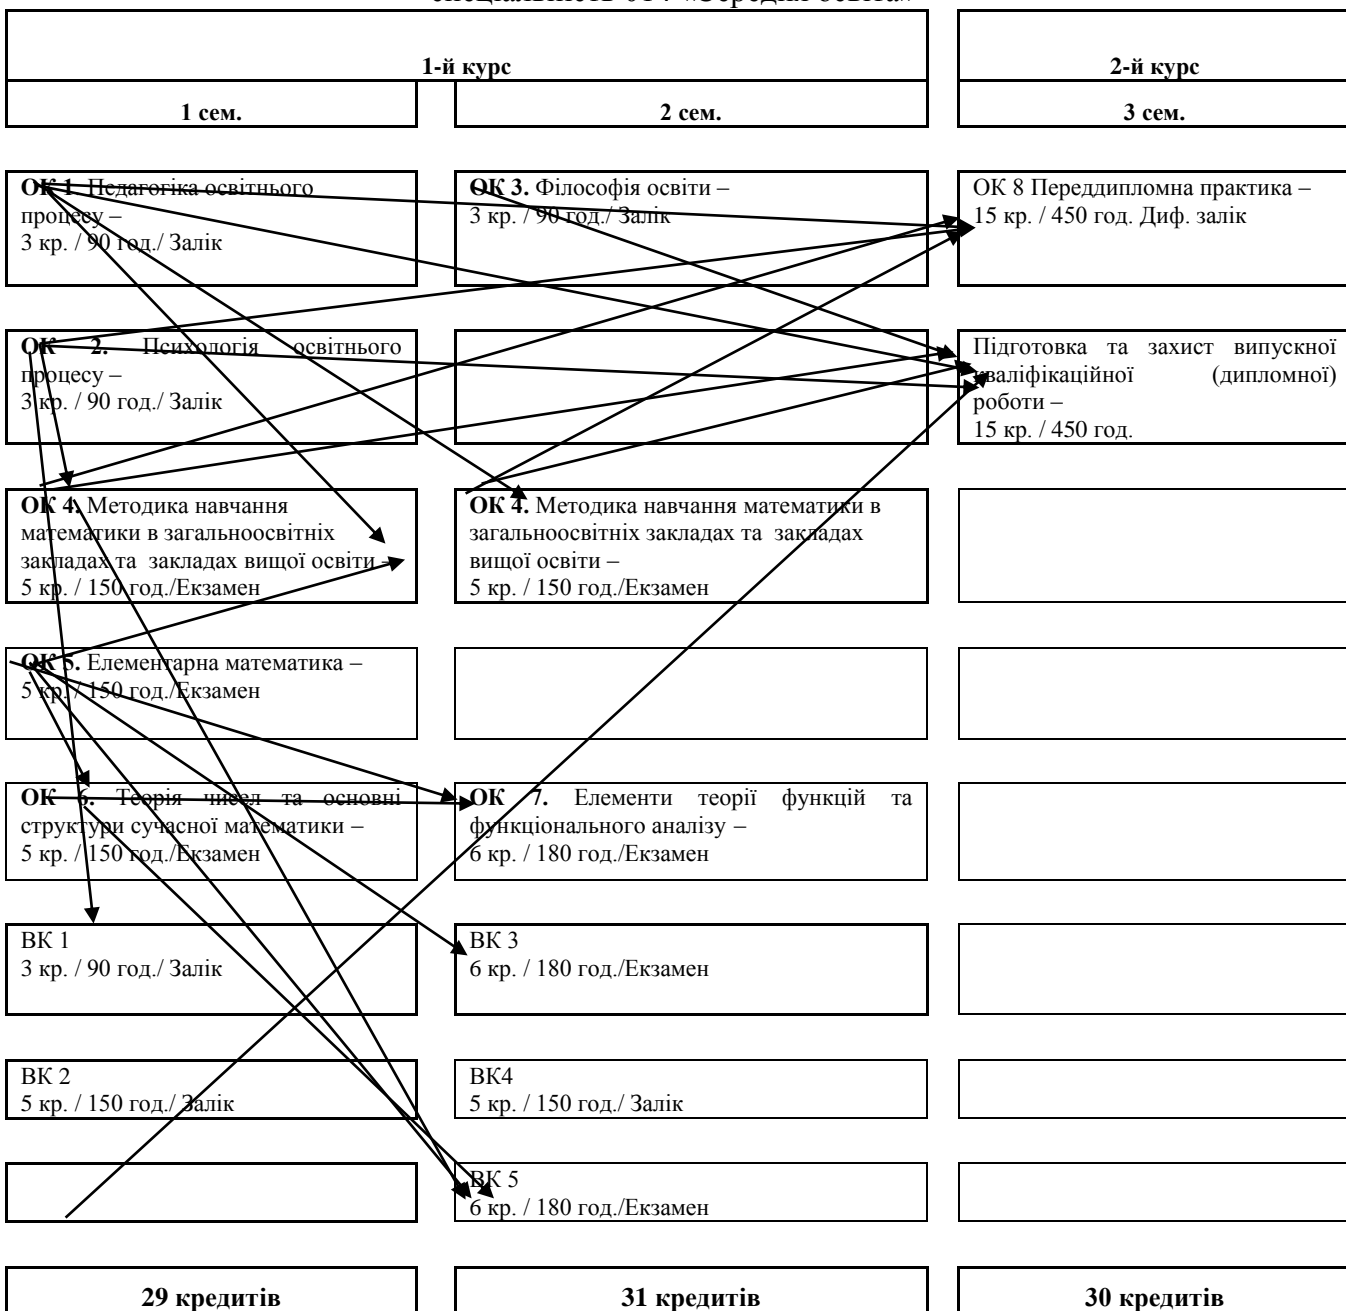 спеціальність 014 «Середня освіта»
1-й курс
2-й курс
1 сем.
2 сем.
3 сем.
ОК 1. Педагогіка освітнього
процесу –
3 кр. / 90 год./ Залік
ОК 3. Філософія освіти –
3 кр. / 90 год./ Залік
ОК 8 Переддипломна практика –
15 кр. / 450 год. Диф. залік
ОК 2. Психологія освітнього
процесу –
3 кр. / 90 год./ Залік
Підготовка та захист випускної
кваліфікаційної (дипломної)
роботи –
15 кр. / 450 год.
ОК 4. Методика навчання
математики в загальноосвітніх
закладах та закладах вищої освіти –
5 кр. / 150 год./Екзамен
ОК 4. Методика навчання математики в
загальноосвітніх закладах та закладах
вищої освіти –
5 кр. / 150 год./Екзамен
ОК 5. Елементарна математика –
5 кр. / 150 год./Екзамен
ОК 6. Теорія чисел та основні
структури сучасної математики –
5 кр. / 150 год./Екзамен
ОК 7. Елементи теорії функцій та
функціонального аналізу –
6 кр. / 180 год./Екзамен
ВК 1
3 кр. / 90 год./ Залік
ВК 3
6 кр. / 180 год./Екзамен
ВК 2
5 кр. / 150 год./ Залік
ВК4
5 кр. / 150 год./ Залік
ВК 5
6 кр. / 180 год./Екзамен
29 кредитів
31 кредитів
30 кредитів